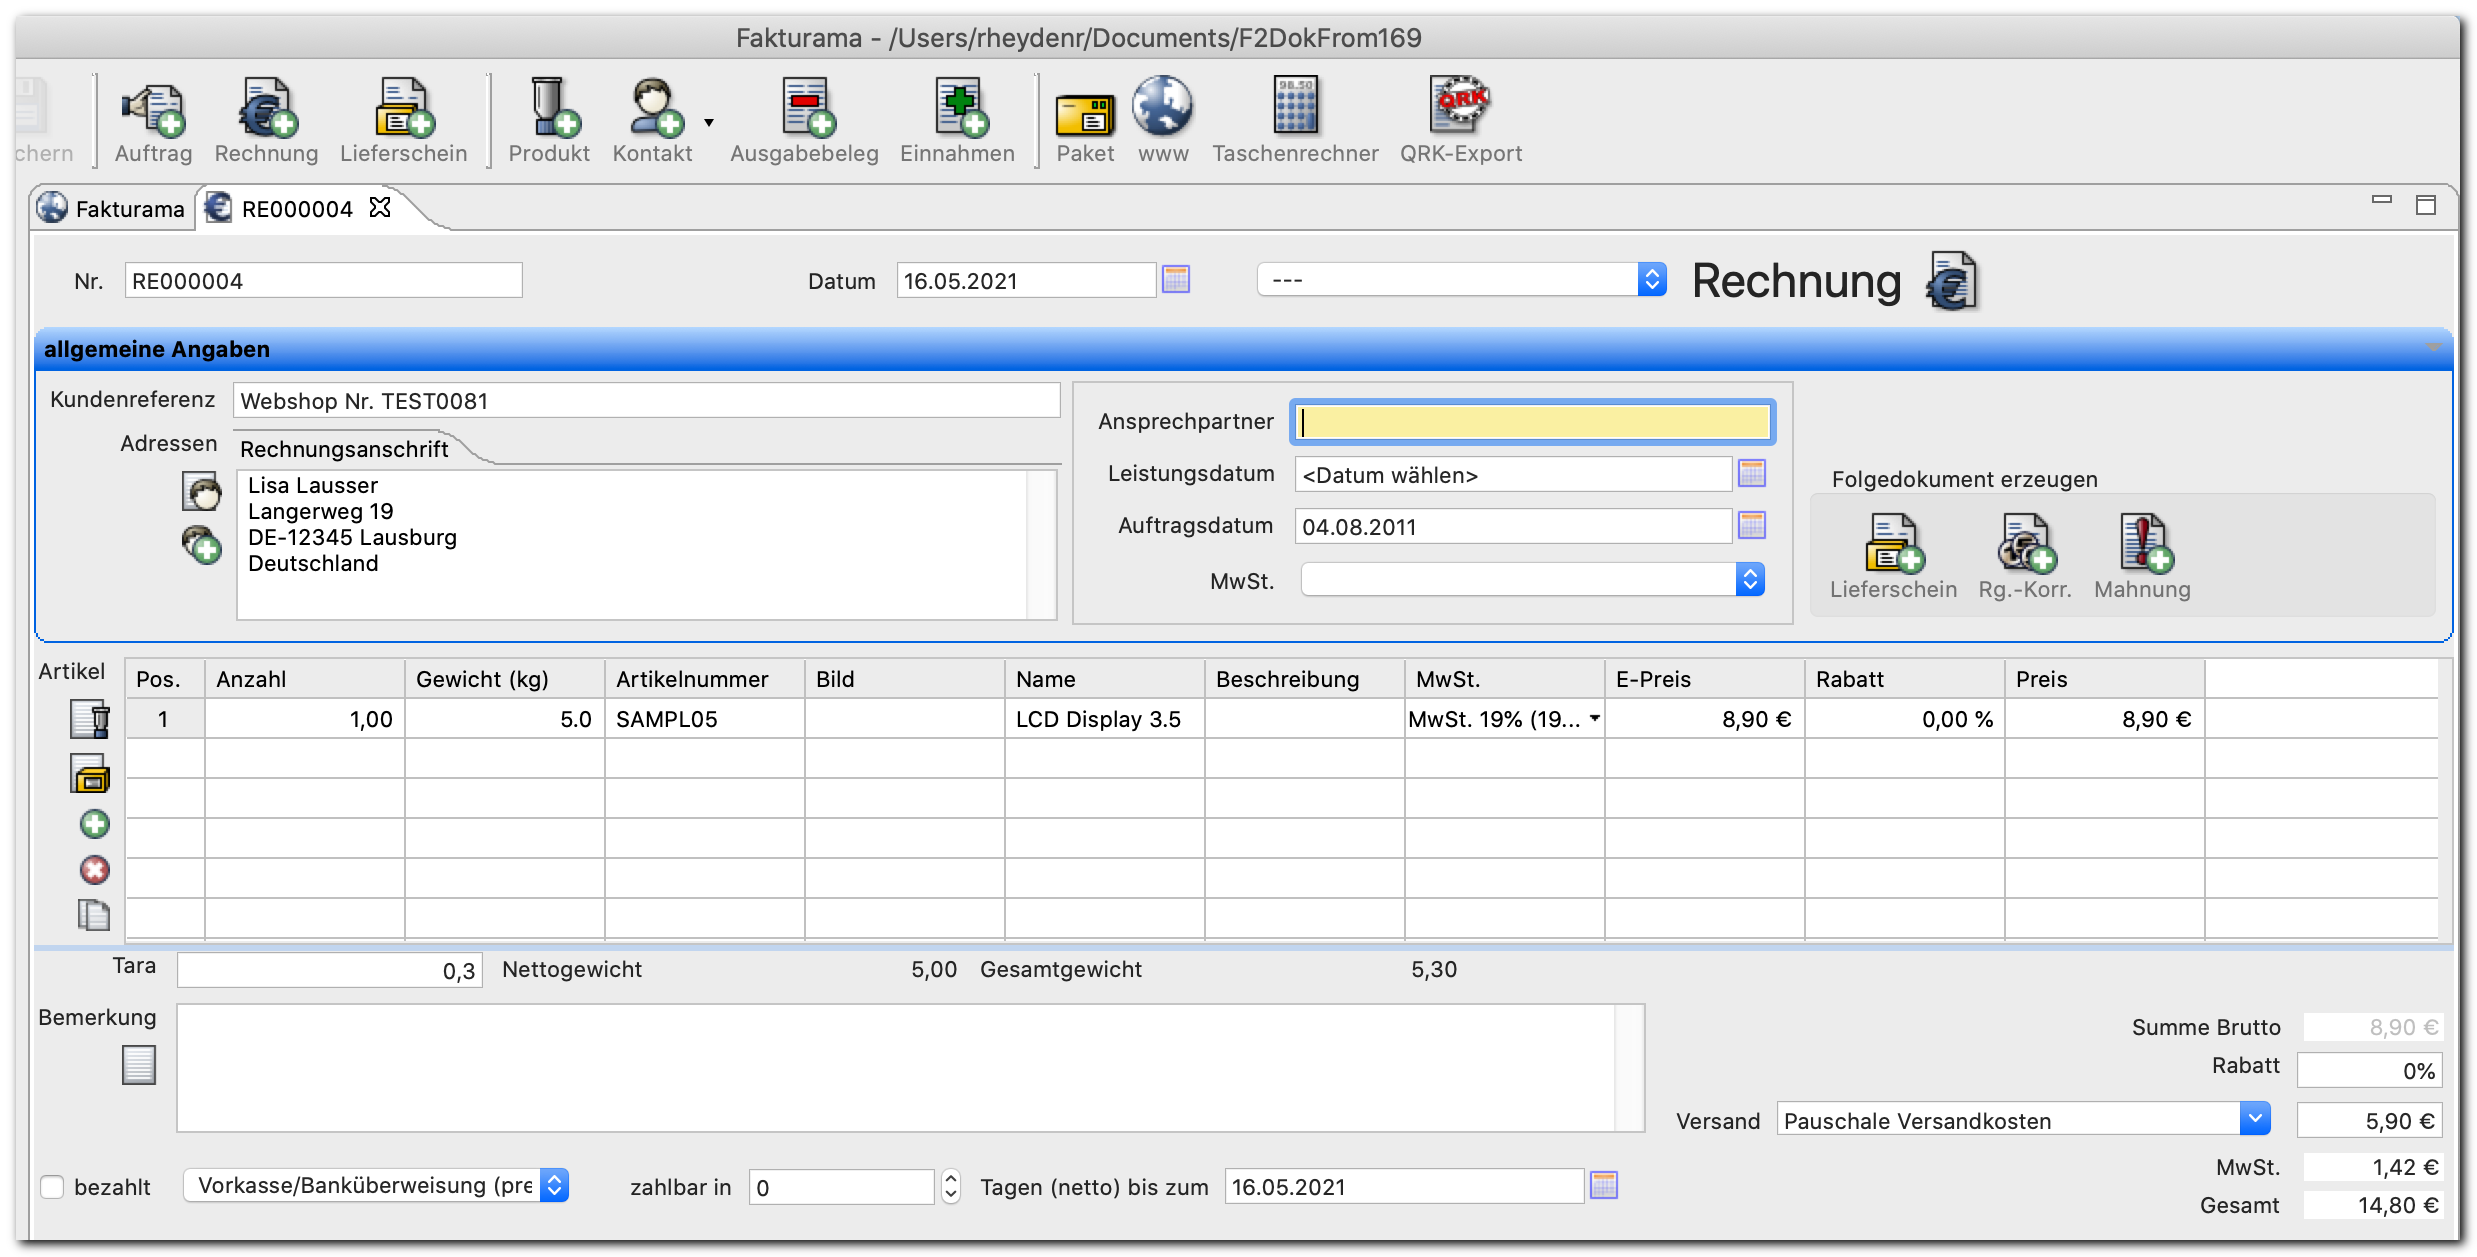 Fakturama - /Users/rheydenr/Documents/F2DokFrom169
chern Auftrag Rechnung Lieferschein Produkt Kontakt Ausgabebeleg Einnahmen Paket www Taschenrechner QRK-Export
Fakturama RE000004
Nr. RE000004 Datum 16.05.2021 --- Rechnung
allgemeine Angaben
Kundenreferenz Webshop Nr. TEST0081
Adressen Rechnungsanschrift
Lisa Lausser
Langerweg 19
DE-12345 Lausburg
Deutschland
Ansprechpartner
Leistungsdatum <Datum wählen>
Auftragsdatum 04.08.2011
MwSt.
Folgedokument erzeugen
Lieferschein Rg.-Korr. Mahnung
Artikel
Pos. Anzahl Gewicht (kg) Artikelnummer Bild Name Beschreibung MwSt. E-Preis Rabatt Preis
1 1,00 5.0 SAMPL05 LCD Display 3.5 MwSt. 19% (19... 8,90 € 0,00 % 8,90 €
Tara 0,3 Nettogewicht 5,00 Gesamtgewicht 5,30
Bemerkung
Summe Brutto 8,90 €
Rabatt 0%
Versand Pauschale Versandkosten 5,90 €
MwSt. 1,42 €
Gesamt 14,80 €
bezahlt Vorkasse/Banküberweisung (pre zahlbar in 0 Tagen (netto) bis zum 16.05.2021